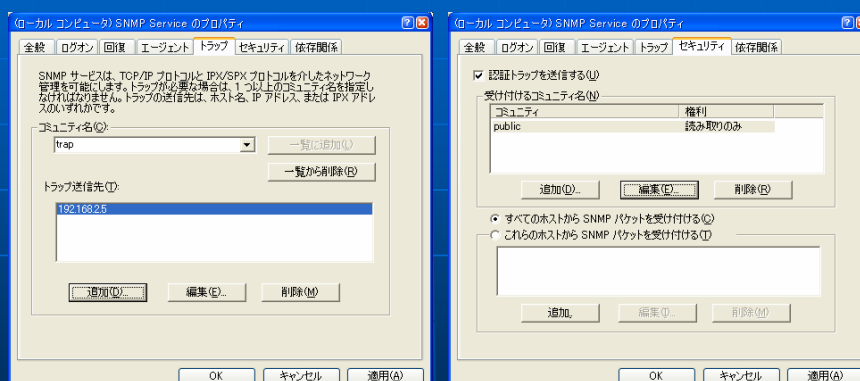 (ローカル コンピュータ) SNMP Service のプロパティ
全般 ログオン 回復 エージェント トラップ セキュリティ 依存関係
SNMP サービスは、TCP/IP プロトコルと IPX/SPX プロトコルを介したネットワーク
管理を可能にします。トラップが必要な場合は、1 つ以上のコミュニティ名を指定し
なければなりません。トラップの送信先は、ホスト名、IP アドレス、または IPX アドレ
スのいずれかです。
コミュニティ名(C):
trap
一覧に追加(L)
一覧から削除(R)
トラップ送信先(T):
192.168.2.5
追加(D)... 編集(E)... 削除(M)
OK キャンセル 適用(A)
(ローカル コンピュータ) SNMP Service のプロパティ
全般 ログオン 回復 エージェント トラップ セキュリティ 依存関係
認証トラップを送信する(U)
受け付けるコミュニティ名(N)
コミュニティ 権利
public 読み取りのみ
追加(D)... 編集(E)... 削除(R)
すべてのホストから SNMP パケットを受け付ける(C)
これらのホストから SNMP パケットを受け付ける(T)
追加. 編集(I)... 削除(M)
OK キャンセル 適用(A)